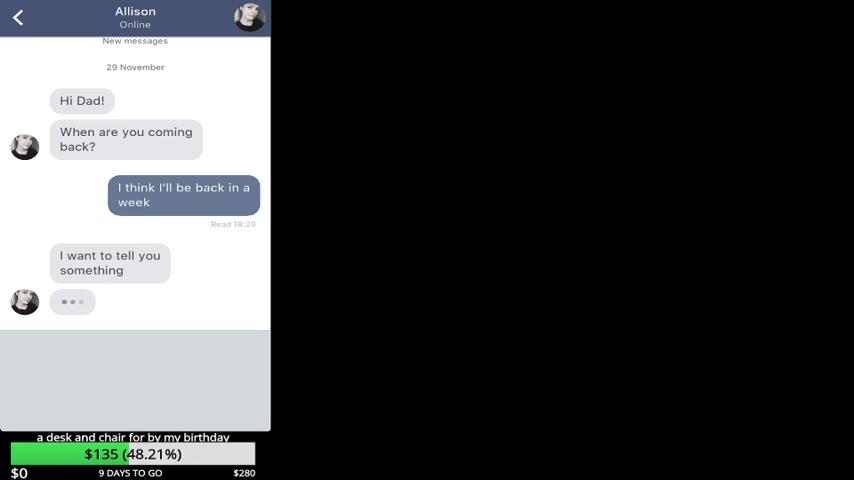 Allison
Online
New messages
29 November
Hi Dad!
When are you coming
back?
I think I'll be back in a
week
Read 18:20
I want to tell you
something
a desk and chair for by my birthday
$135 (48.21%)
$0
9 DAYS TO GO
$280